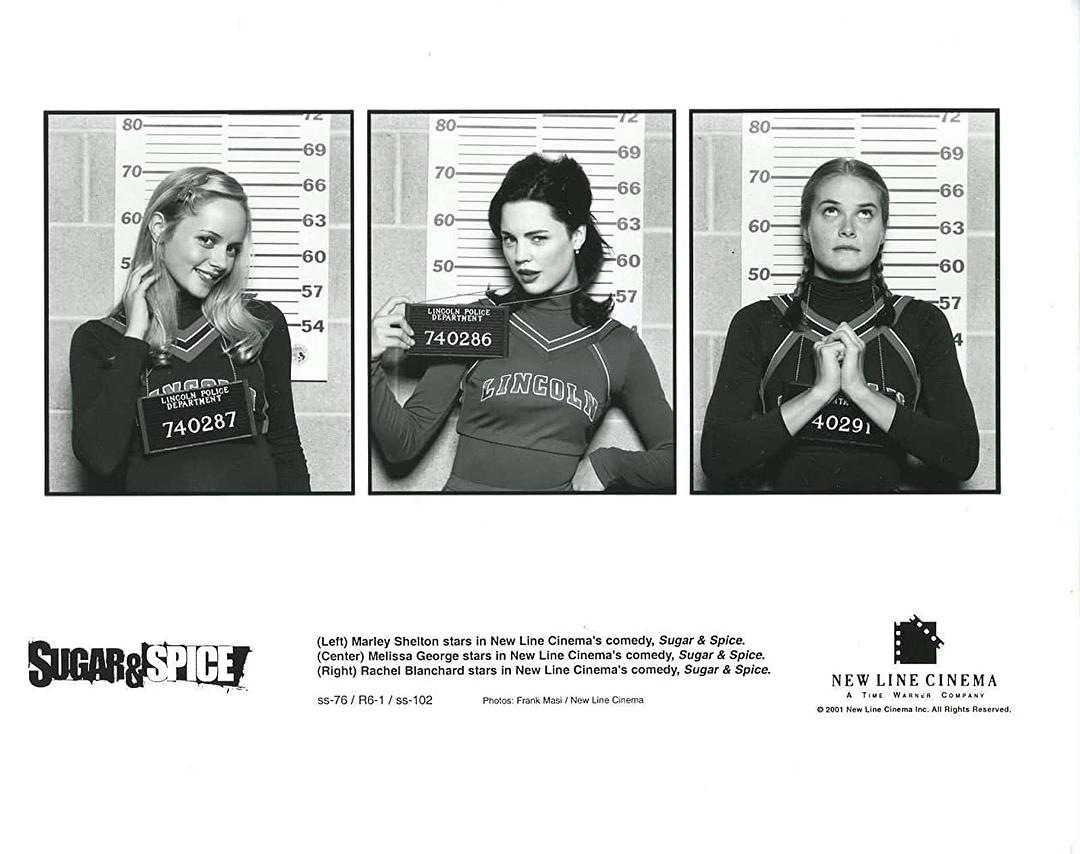 80
70
60
5
72
69
66
63
60
57
54
LINCOLN POLICE
DEPARTMENT
740287
80
70
60
50
72
69
66
63
60
57
LINCOLN POLICE
DEPARTMENT
740286
LINCOLN
80
70
60
50
72
69
66
63
60
57
4
40291
SUGAR & SPICE
(Left) Marley Shelton stars in New Line Cinema's comedy, Sugar & Spice.
(Center) Melissa George stars in New Line Cinema's comedy, Sugar & Spice.
(Right) Rachel Blanchard stars in New Line Cinema's comedy, Sugar & Spice.
ss-76 / R6-1 / ss-102
Photos: Frank Masi / New Line Cinema
NEW LINE CINEMA
A TIME WARNER COMPANY
© 2001 New Line Cinema Inc. All Rights Reserved.